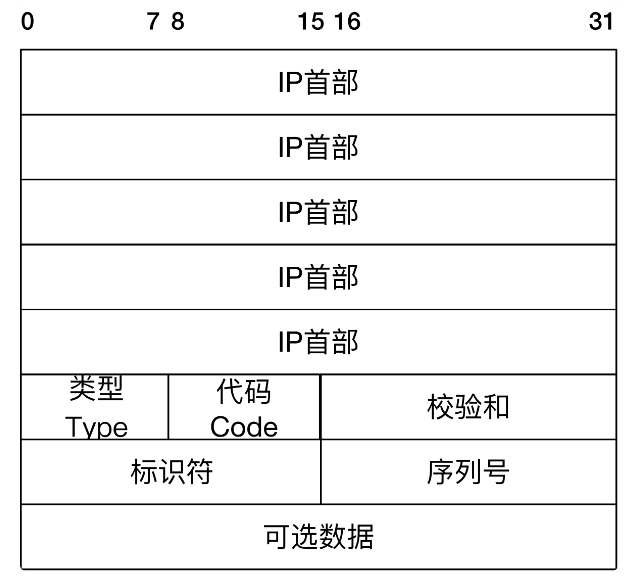 0 7 8 15 16 31
IP首部
IP首部
IP首部
IP首部
IP首部
类型
Type
代码
Code
校验和
标识符
序列号
可选数据